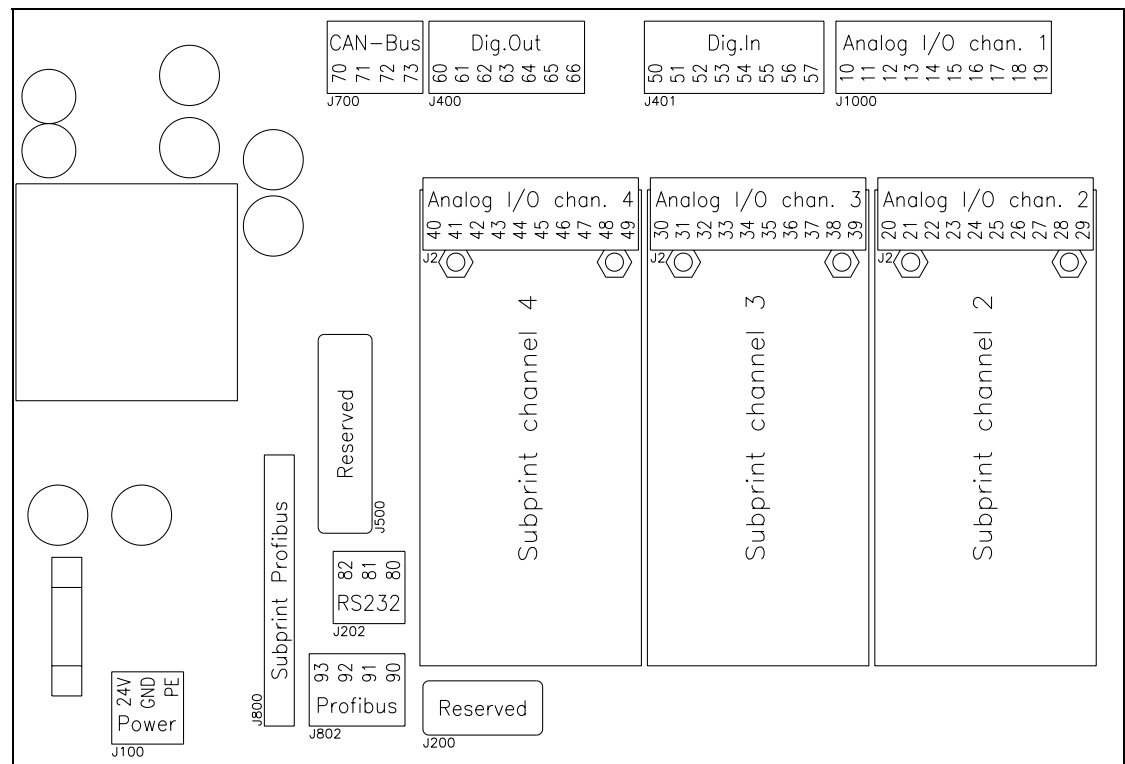 CAN-Bus
70 71 72 73
J700
Dig.Out
60 61 62 63 64 65 66
J400
Dig.In
50 51 52 53 54 55 56 57
J401
Analog I/O chan. 1
10 11 12 13 14 15 16 17 18 19
J1000
Analog I/O chan. 4
40 41 42 43 44 45 46 47 48 49
J2
Subprint channel 4
Analog I/O chan. 3
30 31 32 33 34 35 36 37 38 39
J2
Subprint channel 3
Analog I/O chan. 2
20 21 22 23 24 25 26 27 28 29
J2
Subprint channel 2
Reserved
J500
Subprint Profibus
J800
82 81 80
RS232
J202
93 92 91 90
Profibus
J802
Reserved
J200
24V
GND
PE
Power
J100